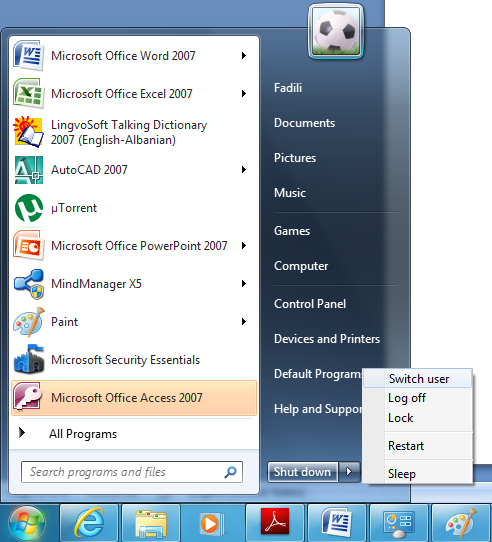 Microsoft Office Word 2007
Microsoft Office Excel 2007
LingvoSoft Talking Dictionary
2007 (English-Albanian)
AutoCAD 2007
µTorrent
Microsoft Office PowerPoint 2007
MindManager X5
Paint
Microsoft Security Essentials
Microsoft Office Access 2007
All Programs
Search programs and files
Fadili
Documents
Pictures
Music
Games
Computer
Control Panel
Devices and Printers
Default Programs
Help and Support
Shut down
Switch user
Log off
Lock
Restart
Sleep